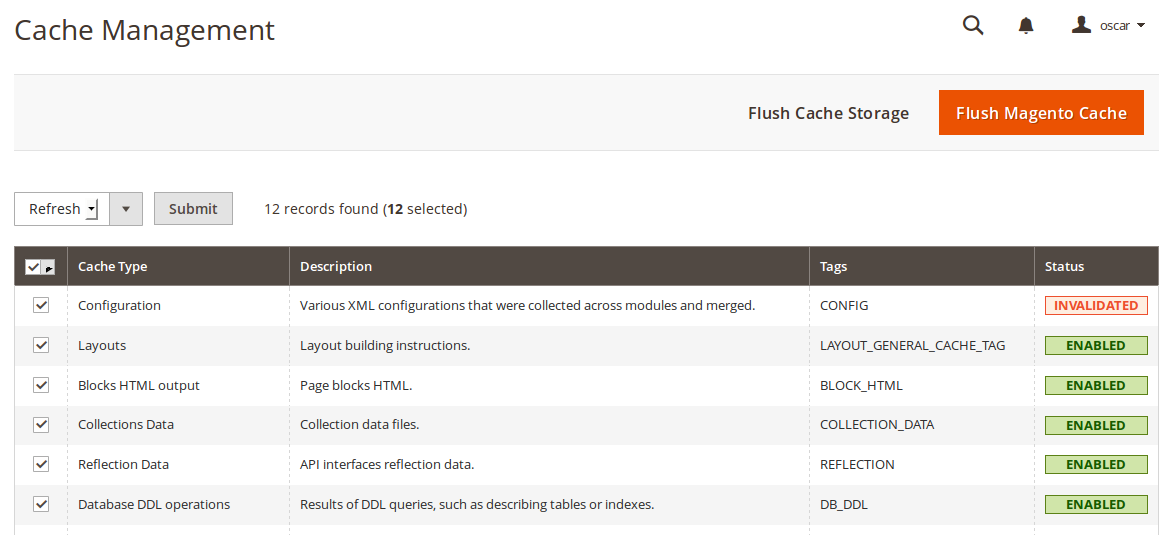 Cache Management
oscar
Flush Cache Storage
Flush Magento Cache
Refresh
Submit
12 records found (12 selected)
Cache Type Description Tags Status
Configuration Various XML configurations that were collected across modules and merged. CONFIG INVALIDATED
Layouts Layout building instructions. LAYOUT_GENERAL_CACHE_TAG ENABLED
Blocks HTML output Page blocks HTML. BLOCK_HTML ENABLED
Collections Data Collection data files. COLLECTION_DATA ENABLED
Reflection Data API interfaces reflection data. REFLECTION ENABLED
Database DDL operations Results of DDL queries, such as describing tables or indexes. DB_DDL ENABLED